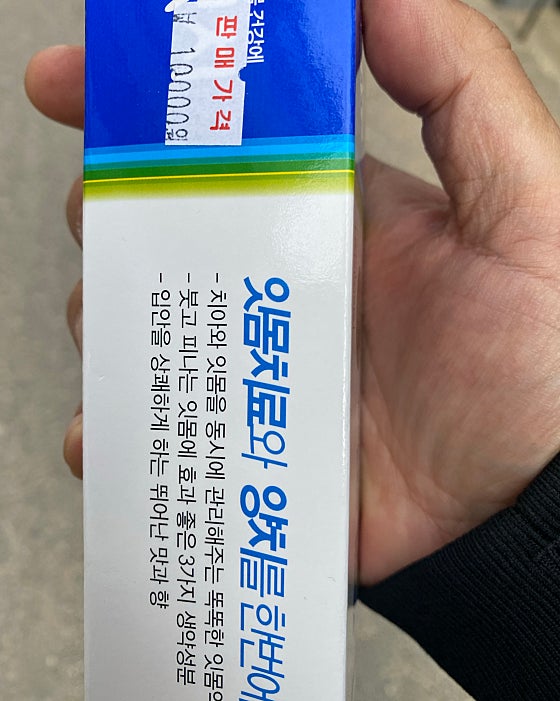 건강에
판매가격
₩ 10000원
잇몸치료와 양치를 한번에
- 치아와 잇몸을 동시에 관리해주는 똑똑한 잇몸
- 붓고 피나는 잇몸에 효과 좋은 3가지 생약성분
- 입안을 상쾌하게 하는 뛰어난 맛과 향